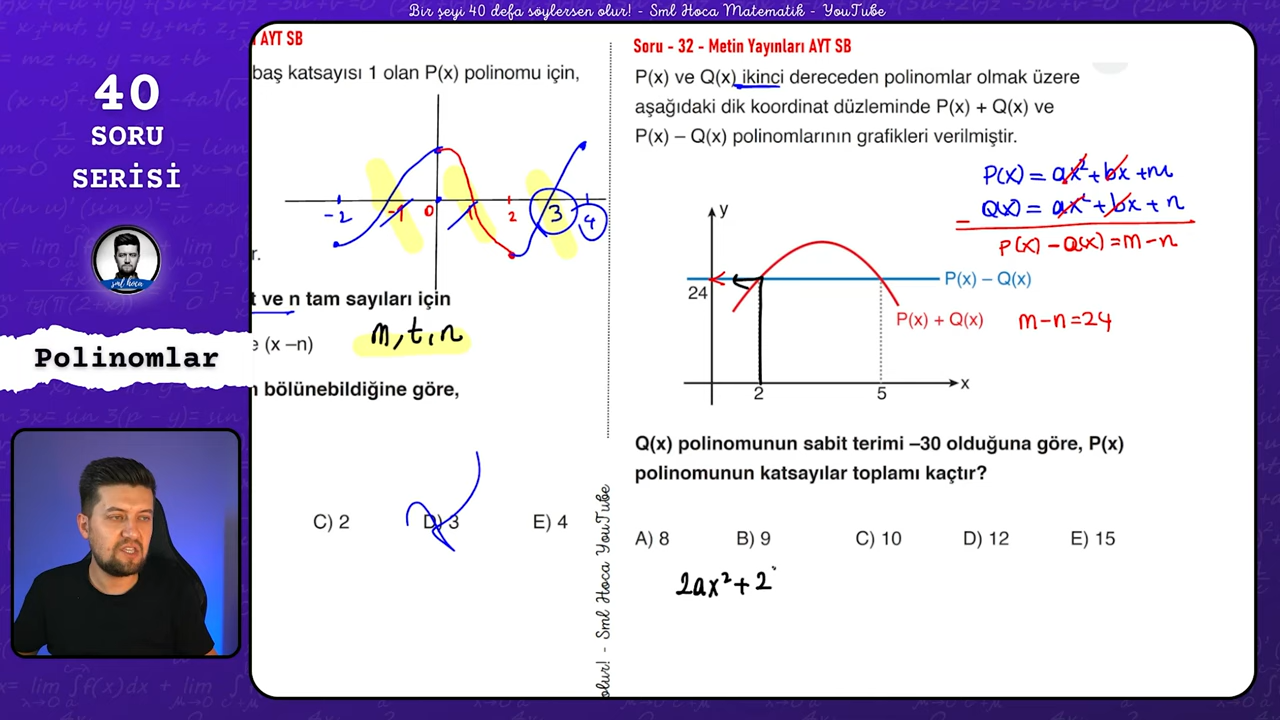 Bir şeyi 40 defa söylersen olur! - Sml Hoca Matematik - YouTube
40
SORU
SERİSİ
sml hoca
Polinomlar
AYT SB
baş katsayısı 1 olan P(x) polinomu için,
-2 -1 0 1 2 3 4
r.
t ve n tam sayıları için
m, t, n
e (x –n)
bölünebildiğine göre,
C) 2 D) 3 E) 4
olur! - Sml Hoca YouTube
Soru - 32 - Metin Yayınları AYT SB
P(x) ve Q(x) ikinci dereceden polinomlar olmak üzere
aşağıdaki dik koordinat düzleminde P(x) + Q(x) ve
P(x) – Q(x) polinomlarının grafikleri verilmiştir.
P(x) = ax²+bx+m
Q(x) = ax²+bx+n
P(x) - Q(x) = m-n
y
P(x) – Q(x)
24
P(x) + Q(x)
m-n=24
x
2 5
Q(x) polinomunun sabit terimi –30 olduğuna göre, P(x)
polinomunun katsayılar toplamı kaçtır?
A) 8 B) 9 C) 10 D) 12 E) 15
2ax²+2